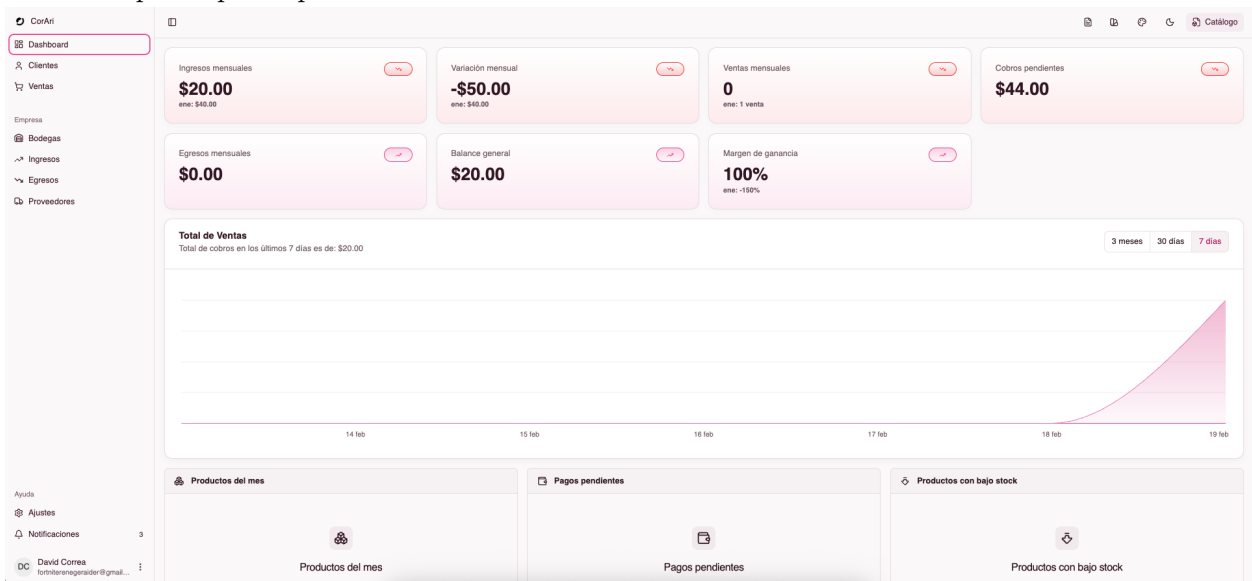 CorAri
Catálogo
Dashboard
Clientes
Ventas
Empresa
Bodegas
Ingresos
Egresos
Proveedores
Ingresos mensuales
$20.00
ene: $40.00
Variación mensual
-$50.00
ene: $40.00
Ventas mensuales
0
ene: 1 venta
Cobros pendientes
$44.00
Egresos mensuales
$0.00
Balance general
$20.00
Margen de ganancia
100%
ene: -150%
Total de Ventas
Total de cobros en los últimos 7 días es de: $20.00
3 meses 30 días 7 días
14 feb 15 feb 16 feb 17 feb 18 feb 19 feb
Productos del mes
Productos del mes
Pagos pendientes
Pagos pendientes
Productos con bajo stock
Productos con bajo stock
Ayuda
Ajustes
Notificaciones 3
DC David Correa
fortniterenegeraider@gmail...